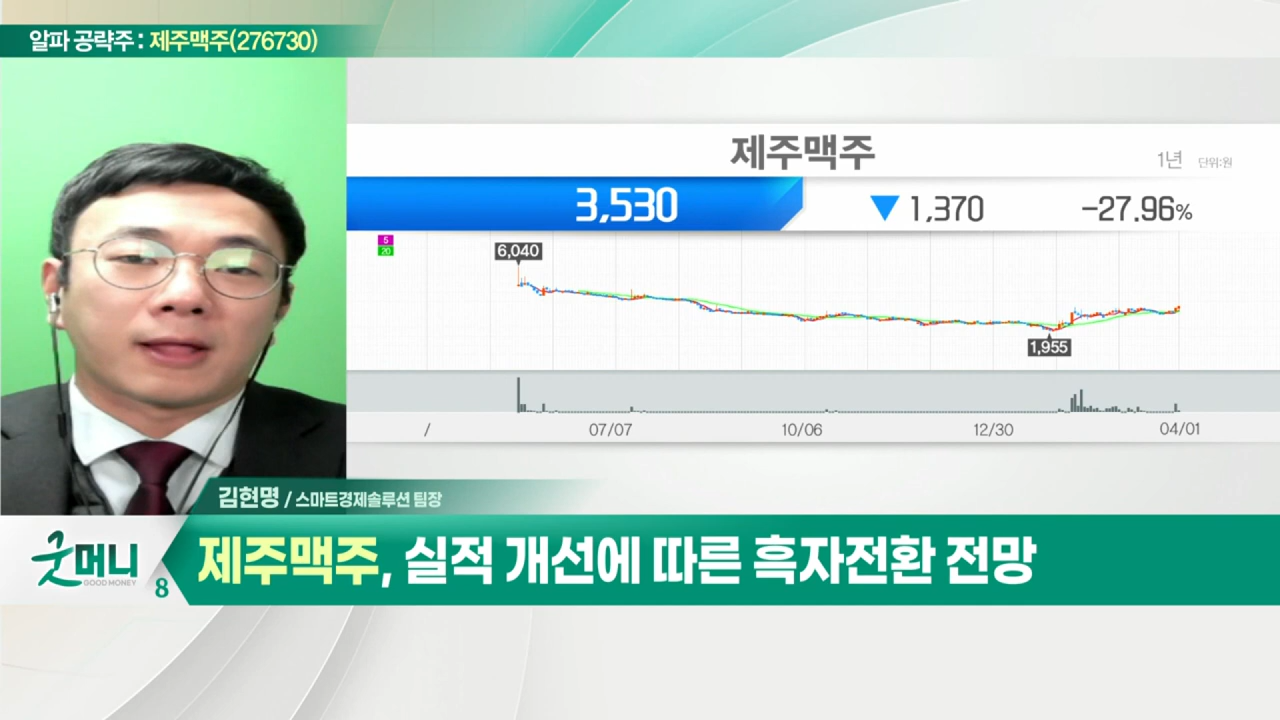 알파 공략주 : 제주맥주(276730)
제주맥주
1년 단위:원
3,530 ▼ 1,370 -27.96%
5
20
6,040
1,955
/ 07/07 10/06 12/30 04/01
김현명 / 스마트경제솔루션 팀장
굿머니
GOOD MONEY
8
제주맥주, 실적 개선에 따른 흑자전환 전망